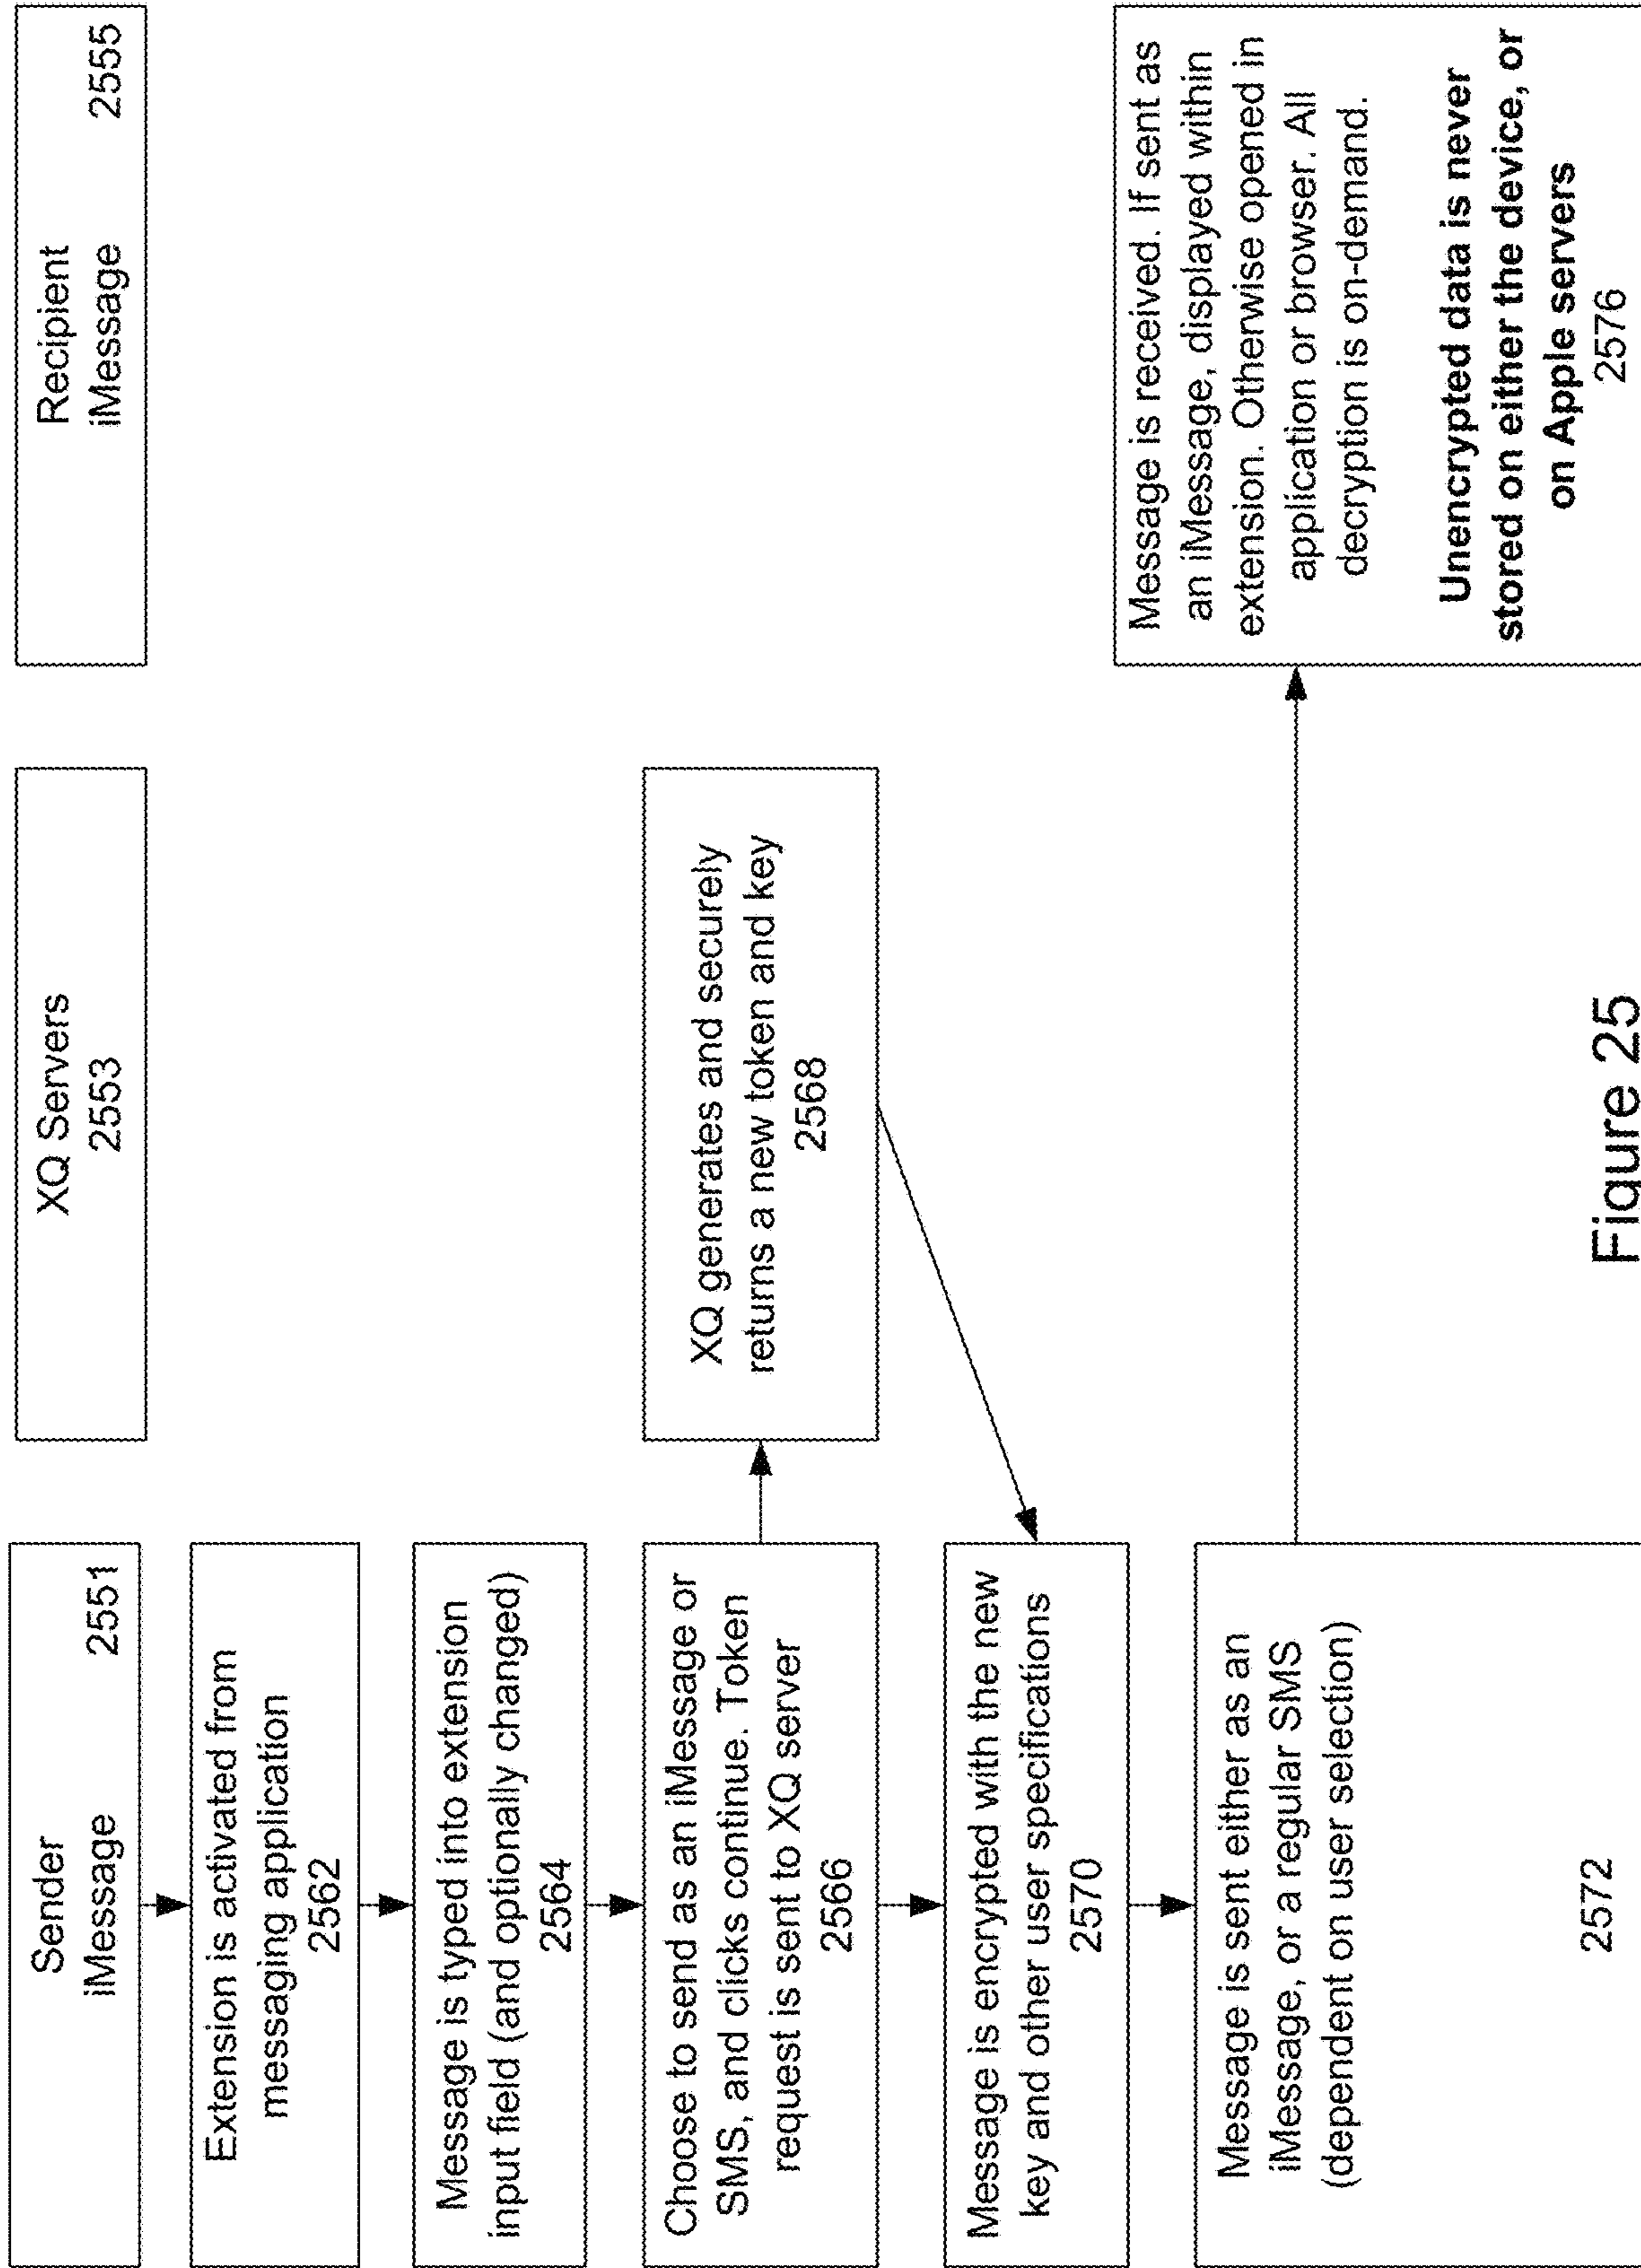 Sender
iMessage 2551
XQ Servers
2553
Recipient
iMessage 2555
Extension is activated from
messaging application
2562
Message is typed into extension
input field (and optionally changed)
2564
Choose to send as an iMessage or
SMS, and clicks continue. Token
request is sent to XQ server
2566
XQ generates and securely
returns a new token and key
2568
Message is encrypted with the new
key and other user specifications
2570
Message is sent either as an
iMessage, or a regular SMS
(dependent on user selection)
2572
Message is received. If sent as
an iMessage, displayed within
extension. Otherwise opened in
application or browser. All
decryption is on-demand.
Unencrypted data is never
stored on either the device, or
on Apple servers
2576
Figure 25